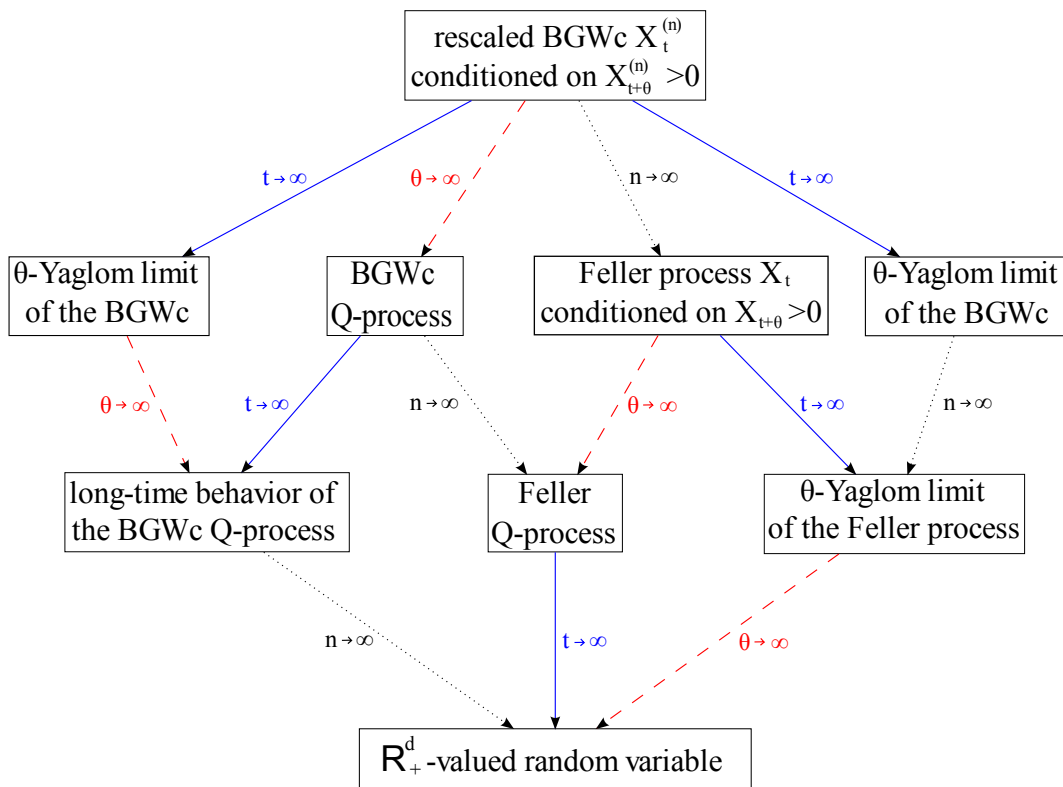 rescaled BGWc X_t^(n)
conditioned on X_{t+θ}^(n) >0
t→∞
θ→∞
n→∞
t→∞
θ-Yaglom limit
of the BGWc
BGWc
Q-process
Feller process X_t
conditioned on X_{t+θ} >0
θ-Yaglom limit
of the BGWc
θ→∞
t→∞
n→∞
θ→∞
t→∞
n→∞
long-time behavior of
the BGWc Q-process
Feller
Q-process
θ-Yaglom limit
of the Feller process
n→∞
t→∞
θ→∞
R_+^d-valued random variable